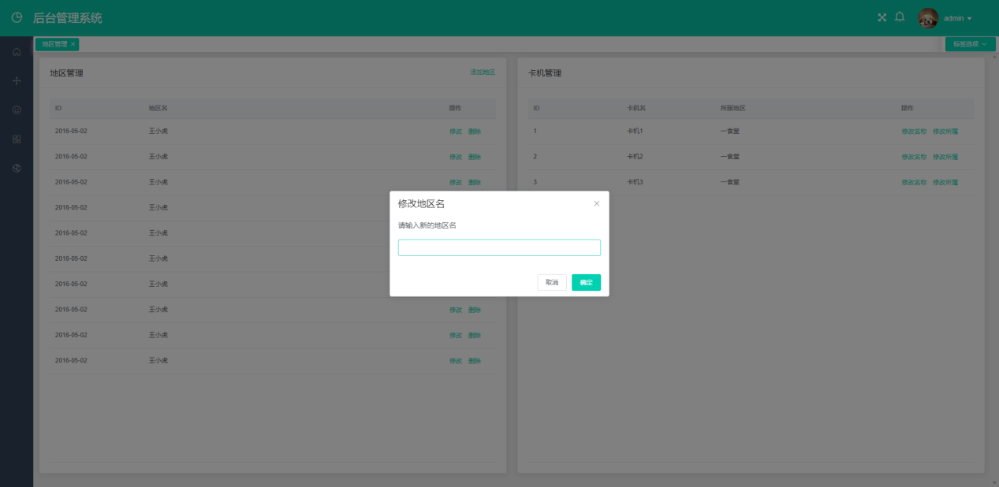 后台管理系统
admin
地区管理
标签选项
地区管理 添加地区
ID 地区名 操作
2016-05-02 王小虎 修改 删除
2016-05-02 王小虎 修改 删除
2016-05-02 王小虎 修改 删除
2016-05-02 王小虎
2016-05-02 王小虎
2016-05-02 王小虎
2016-05-02 王小虎
2016-05-02 王小虎 修改 删除
2016-05-02 王小虎 修改 删除
2016-05-02 王小虎 修改 删除
卡机管理
ID 卡机名 所属地区 操作
1 卡机1 一食堂 修改名称 修改所属
2 卡机2 一食堂 修改名称 修改所属
3 卡机3 一食堂 修改名称 修改所属
修改地区名
请输入新的地区名
取消 确定